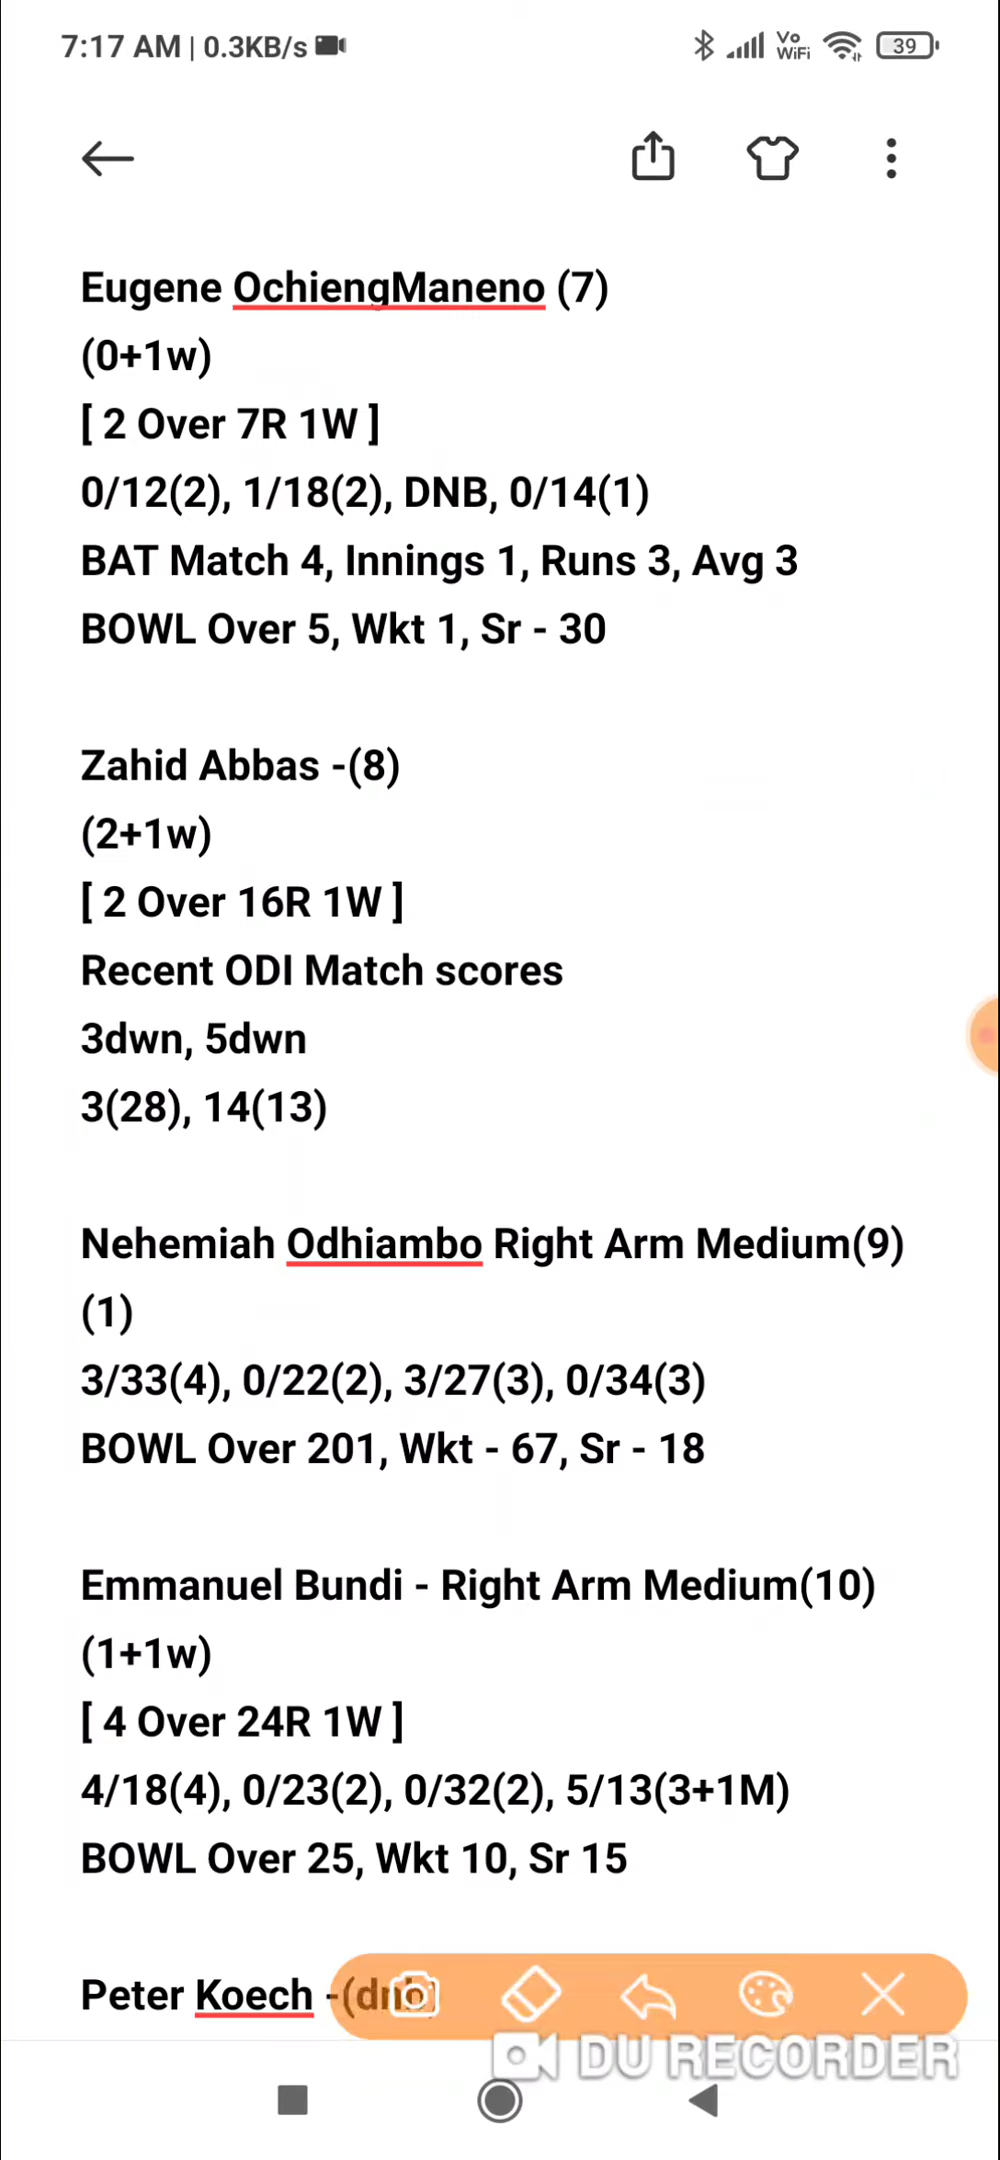 7:17 AM | 0.3KB/s
Vo WiFi
39
Eugene OchiengManeno (7)
(0+1w)
[ 2 Over 7R 1W ]
0/12(2), 1/18(2), DNB, 0/14(1)
BAT Match 4, Innings 1, Runs 3, Avg 3
BOWL Over 5, Wkt 1, Sr - 30
Zahid Abbas -(8)
(2+1w)
[ 2 Over 16R 1W ]
Recent ODI Match scores
3dwn, 5dwn
3(28), 14(13)
Nehemiah Odhiambo Right Arm Medium(9)
(1)
3/33(4), 0/22(2), 3/27(3), 0/34(3)
BOWL Over 201, Wkt - 67, Sr - 18
Emmanuel Bundi - Right Arm Medium(10)
(1+1w)
[ 4 Over 24R 1W ]
4/18(4), 0/23(2), 0/32(2), 5/13(3+1M)
BOWL Over 25, Wkt 10, Sr 15
Peter Koech -(dnb)
DU RECORDER